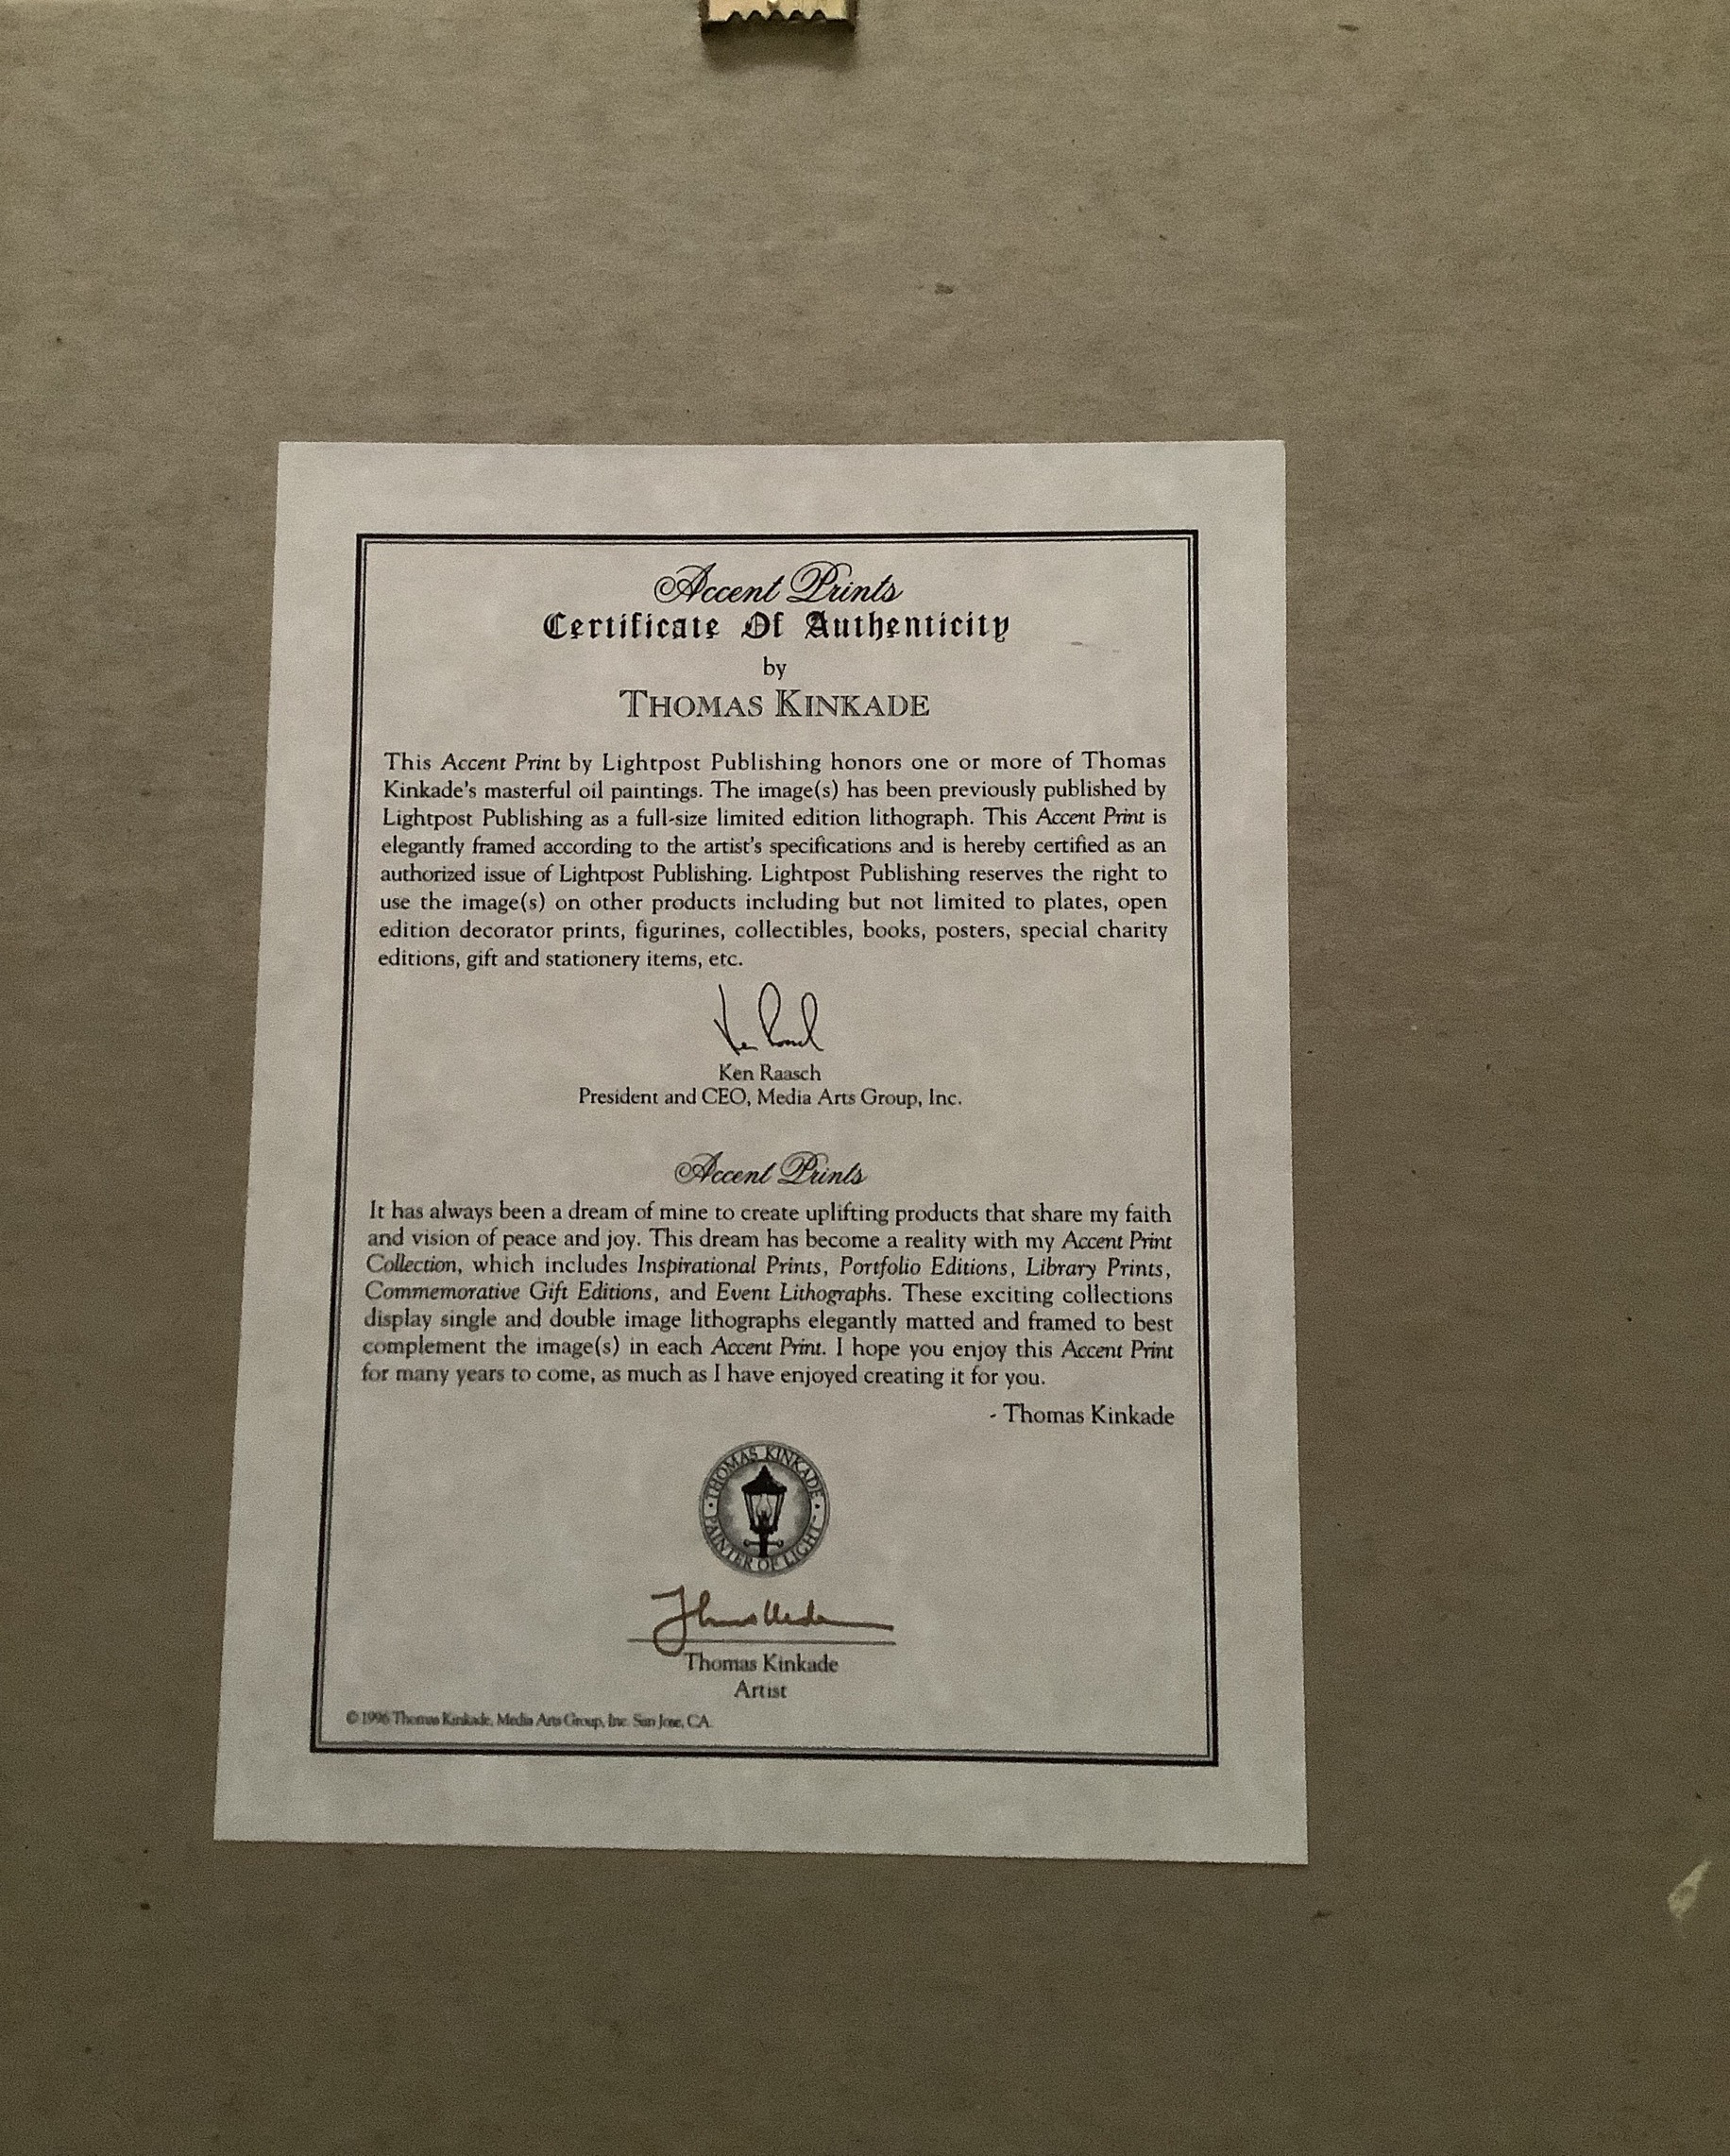 Accent Prints
Certificate Of Authenticity
by
THOMAS KINKADE
This Accent Print by Lightpost Publishing honors one or more of Thomas
Kinkade's masterful oil paintings. The image(s) has been previously published by
Lightpost Publishing as a full-size limited edition lithograph. This Accent Print is
elegantly framed according to the artist's specifications and is hereby certified as an
authorized issue of Lightpost Publishing. Lightpost Publishing reserves the right to
use the image(s) on other products including but not limited to plates, open
edition decorator prints, figurines, collectibles, books, posters, special charity
editions, gift and stationery items, etc.
Ken Raasch
President and CEO, Media Arts Group, Inc.
Accent Prints
It has always been a dream of mine to create uplifting products that share my faith
and vision of peace and joy. This dream has become a reality with my Accent Print
Collection, which includes Inspirational Prints, Portfolio Editions, Library Prints,
Commemorative Gift Editions, and Event Lithographs. These exciting collections
display single and double image lithographs elegantly matted and framed to best
complement the image(s) in each Accent Print. I hope you enjoy this Accent Print
for many years to come, as much as I have enjoyed creating it for you.
- Thomas Kinkade
THOMAS KINKADE
PAINTER OF LIGHT
Thomas Kinkade
Artist
© 1996 Thomas Kinkade, Media Arts Group, Inc. San Jose, CA.